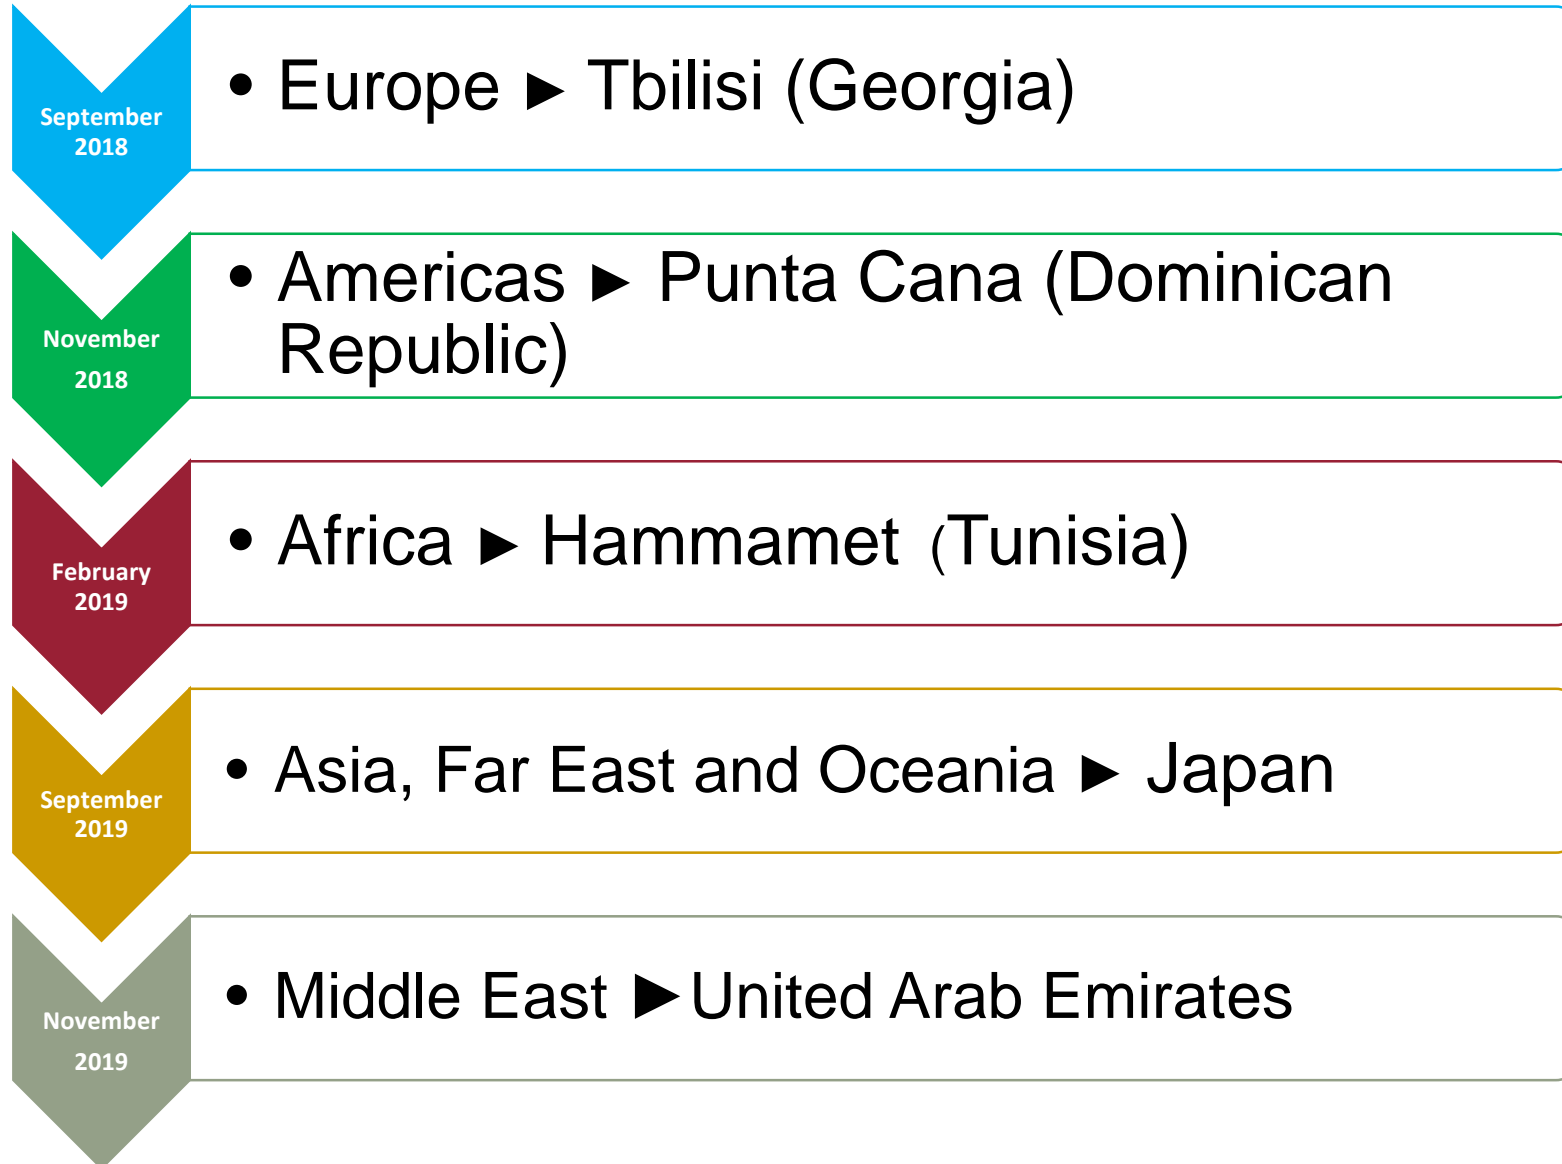 September
2018
• Europe ► Tbilisi (Georgia)
November
2018
• Americas ► Punta Cana (Dominican
Republic)
February
2019
• Africa ► Hammamet (Tunisia)
September
2019
• Asia, Far East and Oceania ► Japan
November
2019
• Middle East ►United Arab Emirates